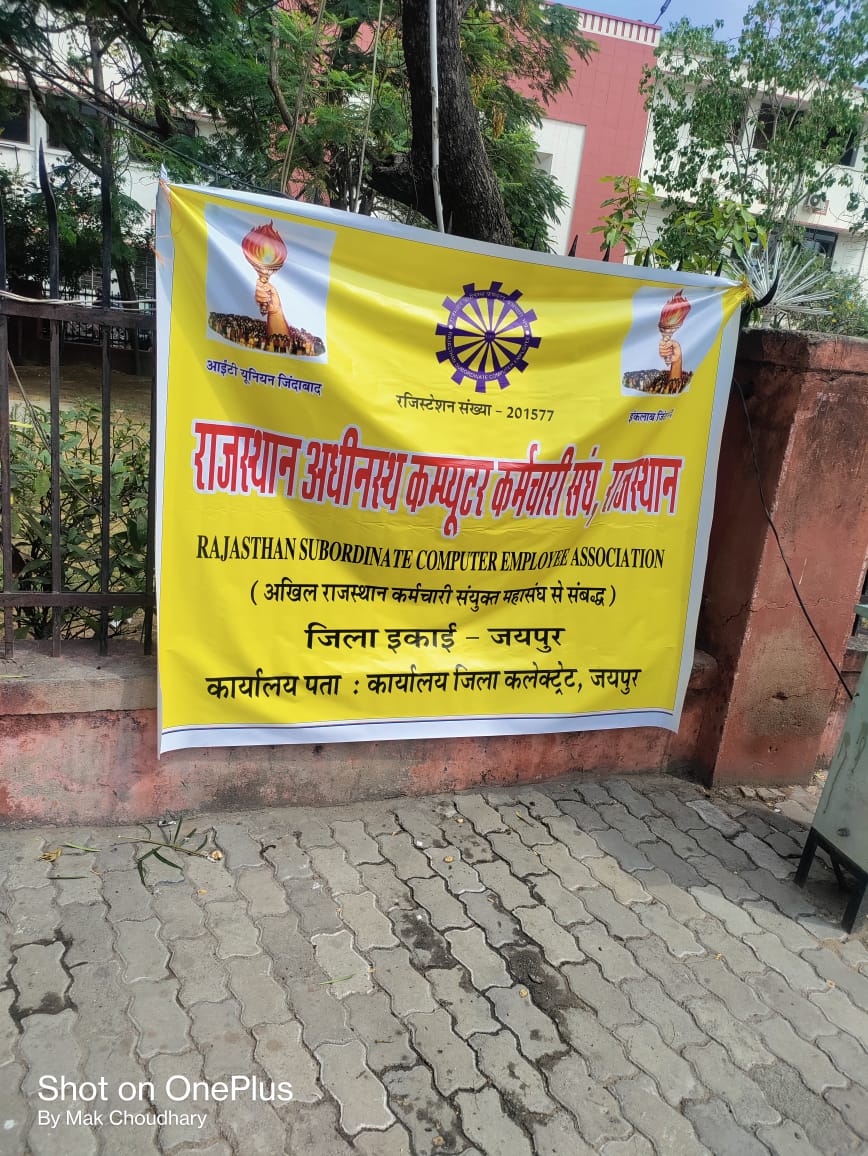 आईटी यूनियन जिंदाबाद
रजिस्टेशन संख्या - 201577
इंकलाब
राजस्थान अधीनस्थ कम्प्यूटर कर्मचारी संघ, राजस्थान
RAJASTHAN SUBORDINATE COMPUTER EMPLOYEE ASSOCIATION
( अखिल राजस्थान कर्मचारी संयुक्त महासंघ से संबद्ध )
जिला इकाई - जयपुर
कार्यालय पता : कार्यालय जिला कलेक्ट्रेट, जयपुर
Shot on OnePlus
By Mak Choudhary